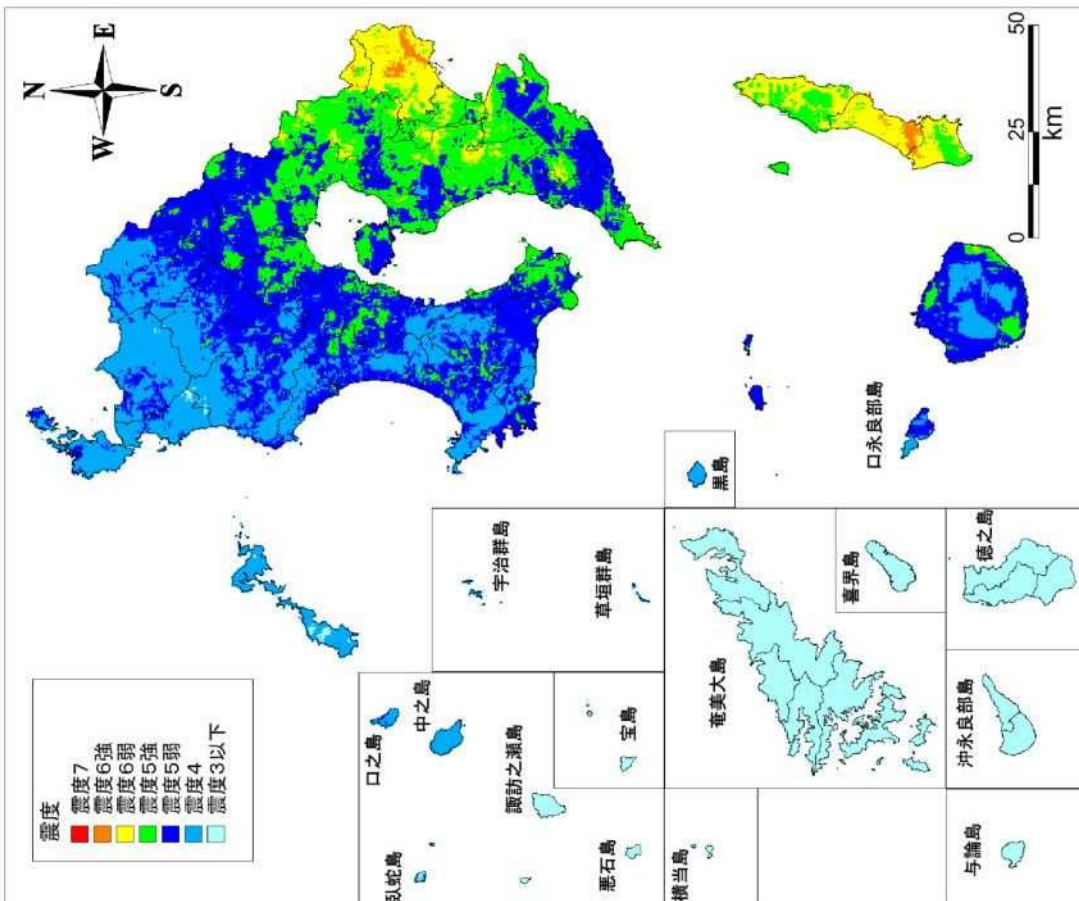 N
E
W
S
震度
震度7
震度6強
震度6弱
震度5強
震度5弱
震度4
震度3以下
口之島
中之島
臥蛇島
諏訪之瀬島
悪石島
宝島
横当島
宇治群島
草垣群島
黒島
口永良部島
奄美大島
喜界島
徳之島
沖永良部島
与論島
0
25
50
km